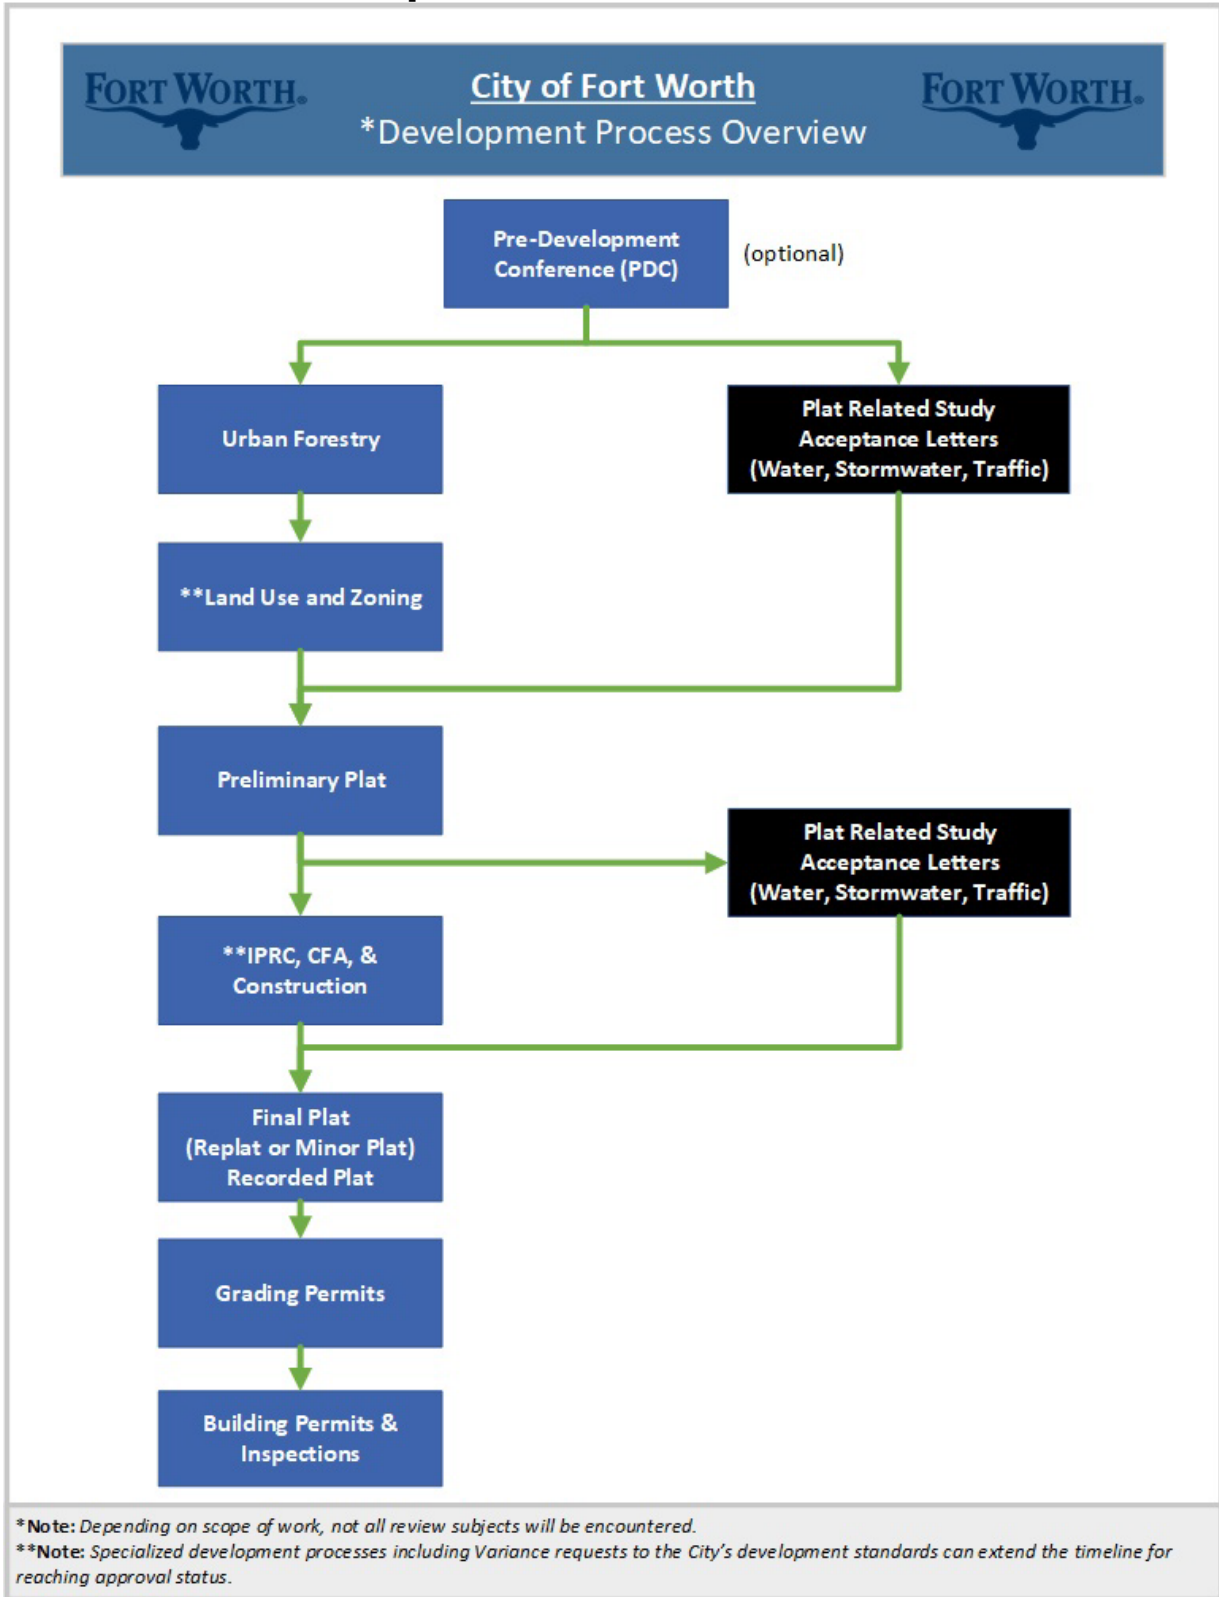 FORT WORTH®
City of Fort Worth
*Development Process Overview
FORT WORTH®
Pre-Development
Conference (PDC)
(optional)
Urban Forestry
Plat Related Study
Acceptance Letters
(Water, Stormwater, Traffic)
**Land Use and Zoning
Preliminary Plat
Plat Related Study
Acceptance Letters
(Water, Stormwater, Traffic)
**IPRC, CFA, &
Construction
Final Plat
(Replat or Minor Plat)
Recorded Plat
Grading Permits
Building Permits &
Inspections
*Note: Depending on scope of work, not all review subjects will be encountered.
**Note: Specialized development processes including Variance requests to the City's development standards can extend the timeline for
reaching approval status.